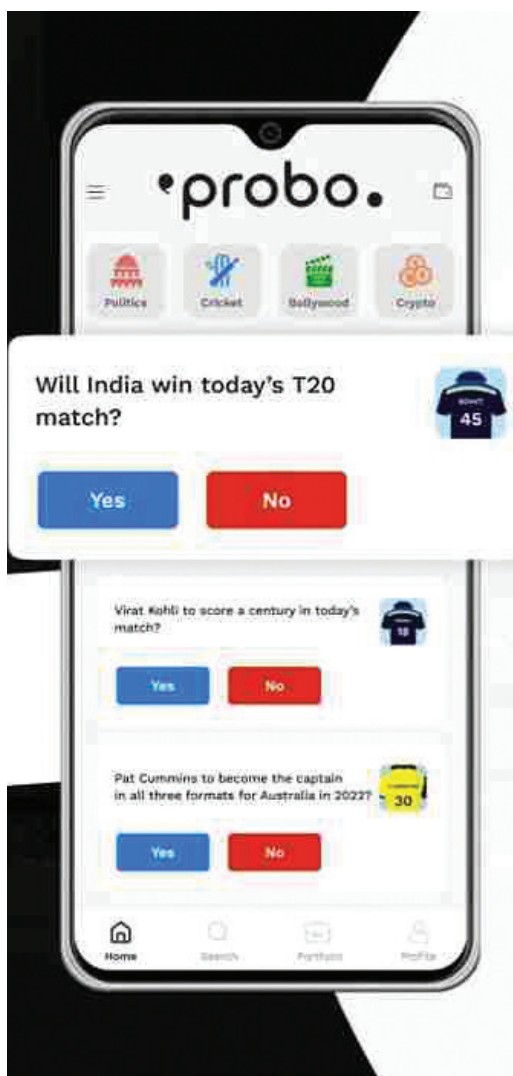 probo.
Politics Cricket Bollywood Crypto
Will India win today's T20
match?
45
Yes No
Virat Kohli to score a century in today's
match?
18
Yes No
Pat Cummins to become the captain
in all three formats for Australia in 2022?
30
Yes No
Home Search Portfolio Profile